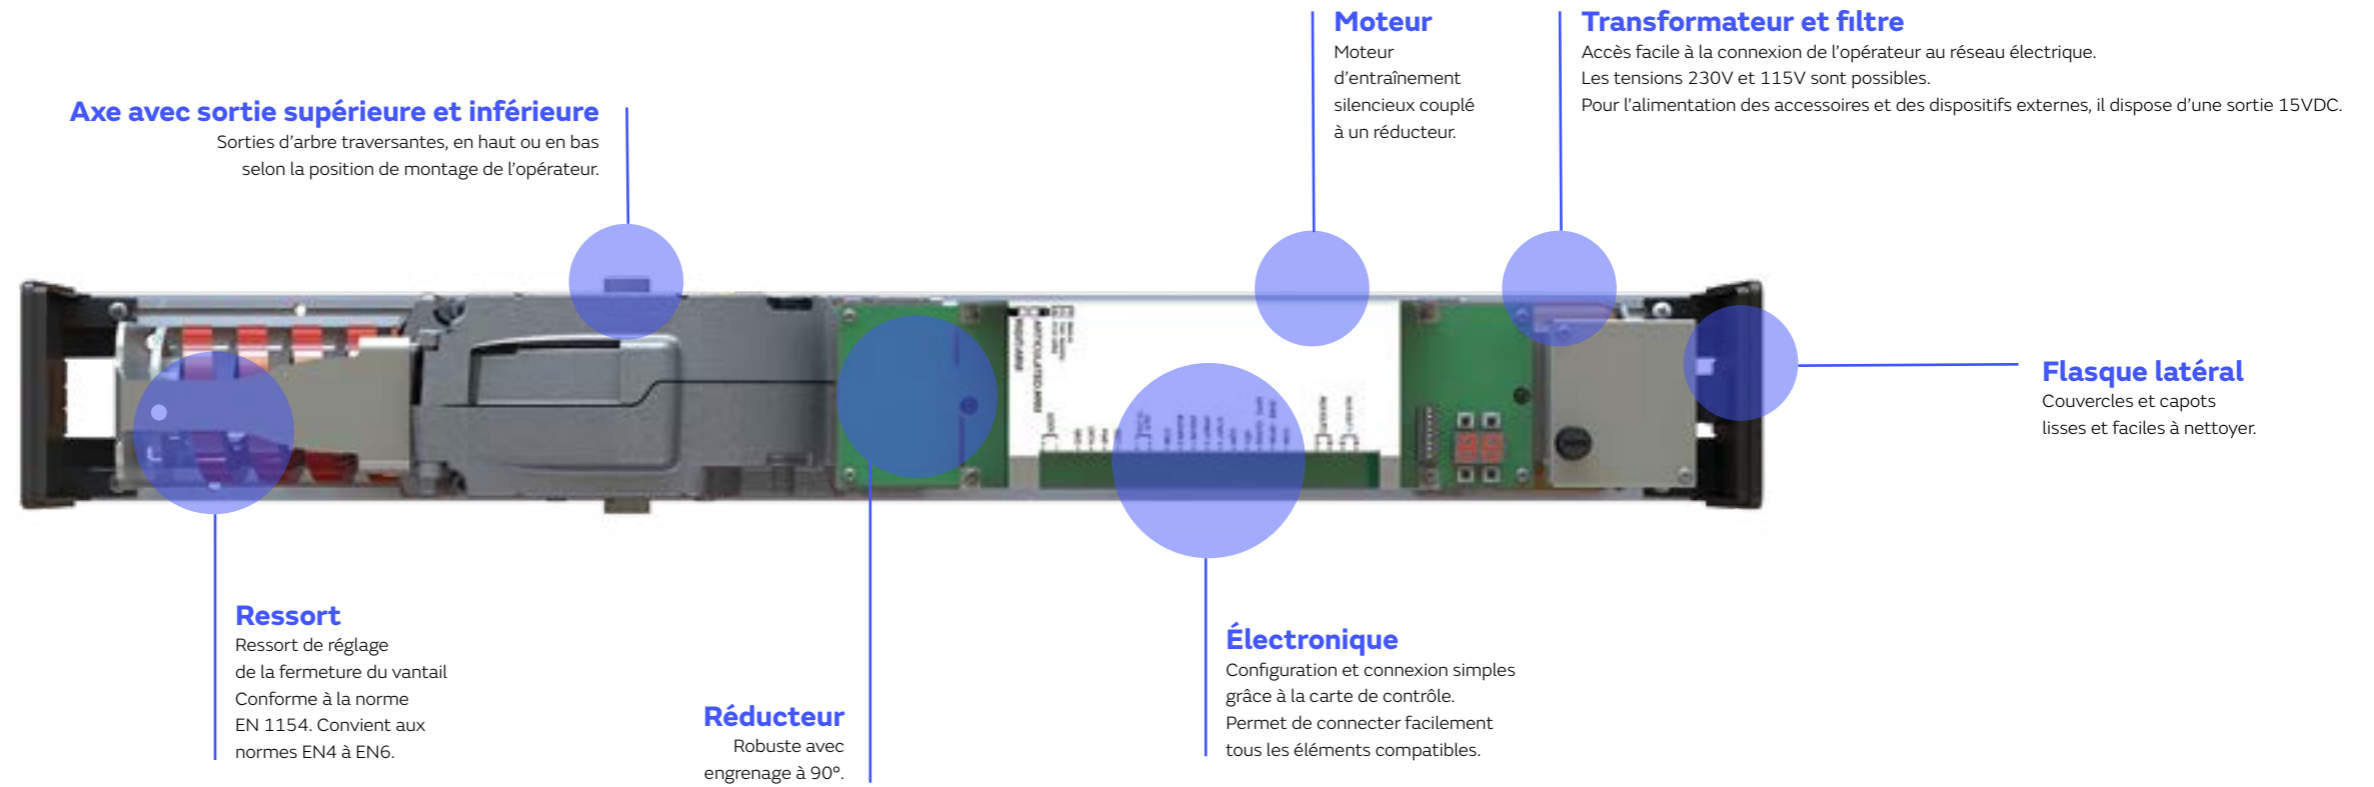 Moteur
Moteur
d'entraînement
silencieux couplé
à un réducteur.
Transformateur et filtre
Accès facile à la connexion de l'opérateur au réseau électrique.
Les tensions 230V et 115V sont possibles.
Pour l'alimentation des accessoires et des dispositifs externes, il dispose d'une sortie 15VDC.
Axe avec sortie supérieure et inférieure
Sorties d'arbre traversantes, en haut ou en bas
selon la position de montage de l'opérateur.
ARTICULATED ARM
RIGHT ARM
Flasque latéral
Couvercles et capots
lisses et faciles à nettoyer.
Ressort
Ressort de réglage
de la fermeture du vantail
Conforme à la norme
EN 1154. Convient aux
normes EN4 à EN6.
Réducteur
Robuste avec
engrenage à 90°.
Électronique
Configuration et connexion simples
grâce à la carte de contrôle.
Permet de connecter facilement
tous les éléments compatibles.